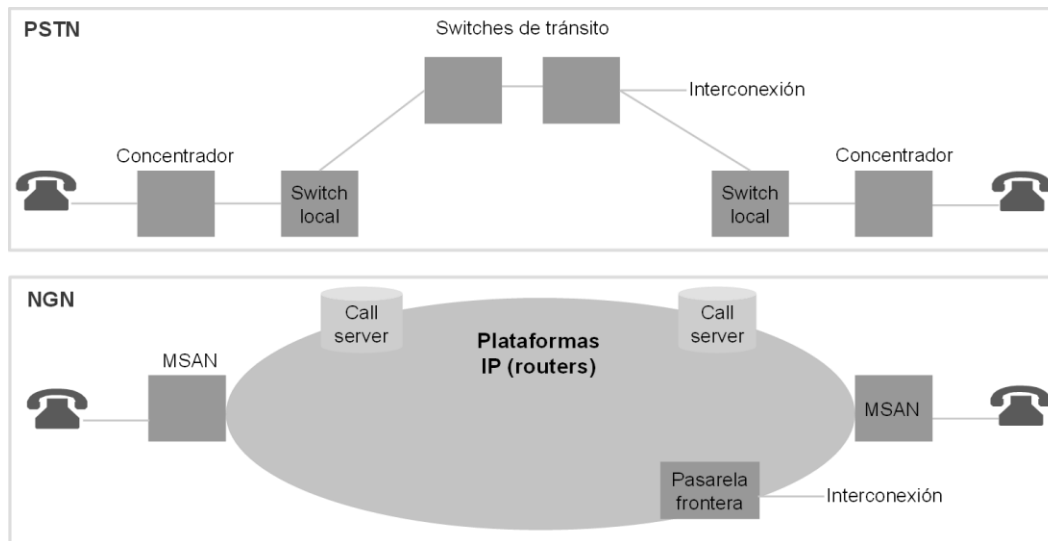 PSTN
Switches de tránsito
Interconexión
Concentrador
Concentrador
Switch
local
Switch
local
NGN
Call
server
Call
server
Plataformas
IP (routers)
MSAN
MSAN
Pasarela
frontera
Interconexión